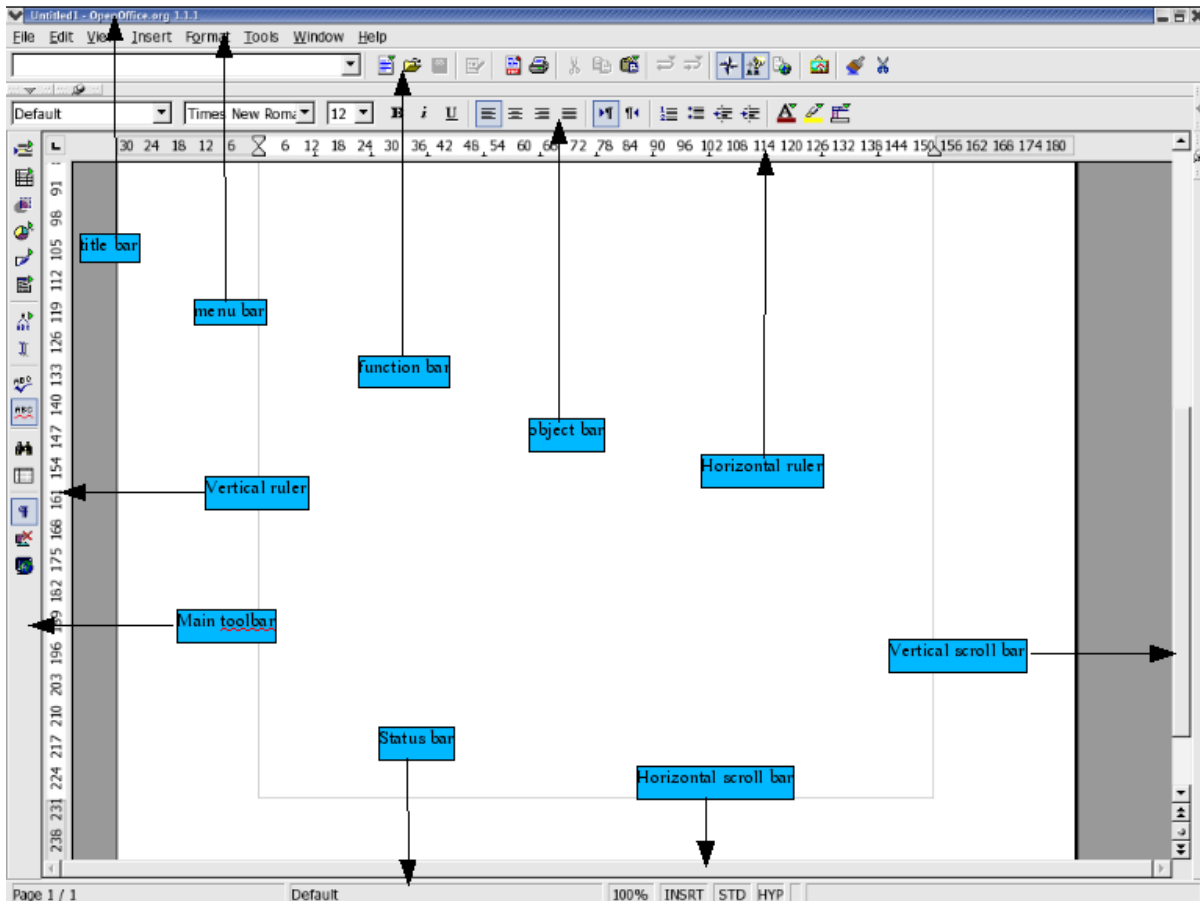 Untitled1 - OpenOffice.org 1.1.1
File Edit View Insert Format Tools Window Help
Default Times New Roma 12 B i U
30 24 18 12 6 6 12 18 24 30 36 42 48 54 60 66 72 78 84 90 96 102 108 114 120 126 132 138 144 150 156 162 168 174 180
91
98
105
112
119
126
133
140
147
154
161
168
175
182
189
196
203
210
217
224
231
238
title bar
menu bar
function bar
object bar
Horizontal ruler
Vertical ruler
Main toolbar
Vertical scroll bar
Status bar
Horizontal scroll bar
Page 1 / 1 Default 100% INSRT STD HYP